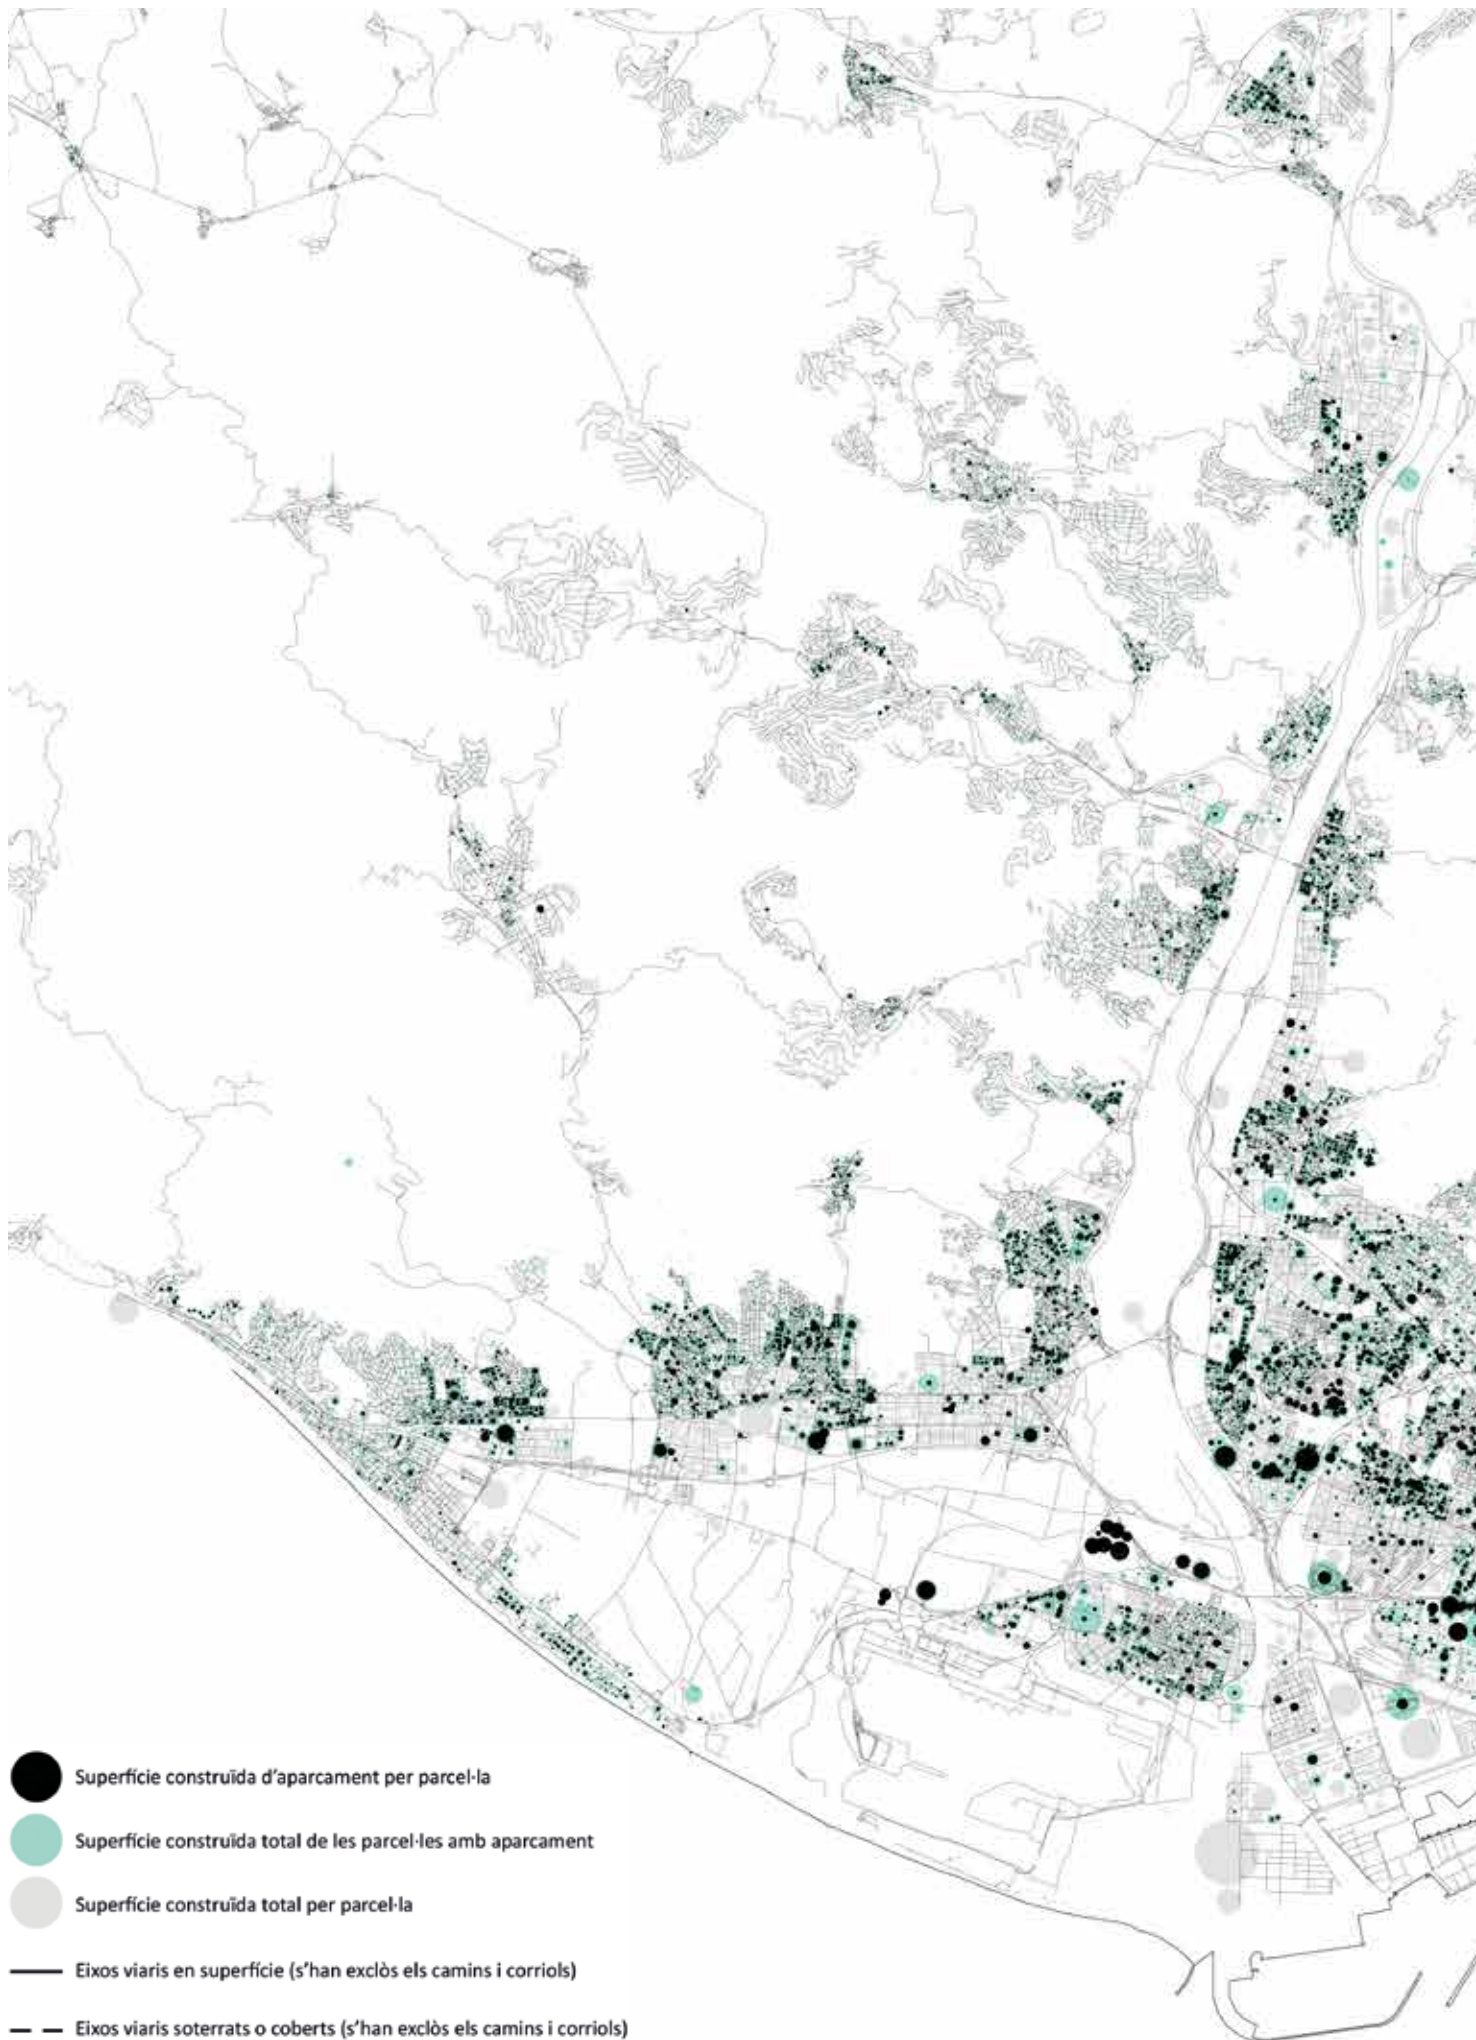 Superfície construïda d'aparcament per parcel·la
Superfície construïda total de les parcel·les amb aparcament
Superfície construïda total per parcel·la
Eixos viaris en superfície (s'han exclòs els camins i corriols)
Eixos viaris soterrats o coberts (s'han exclòs els camins i corriols)